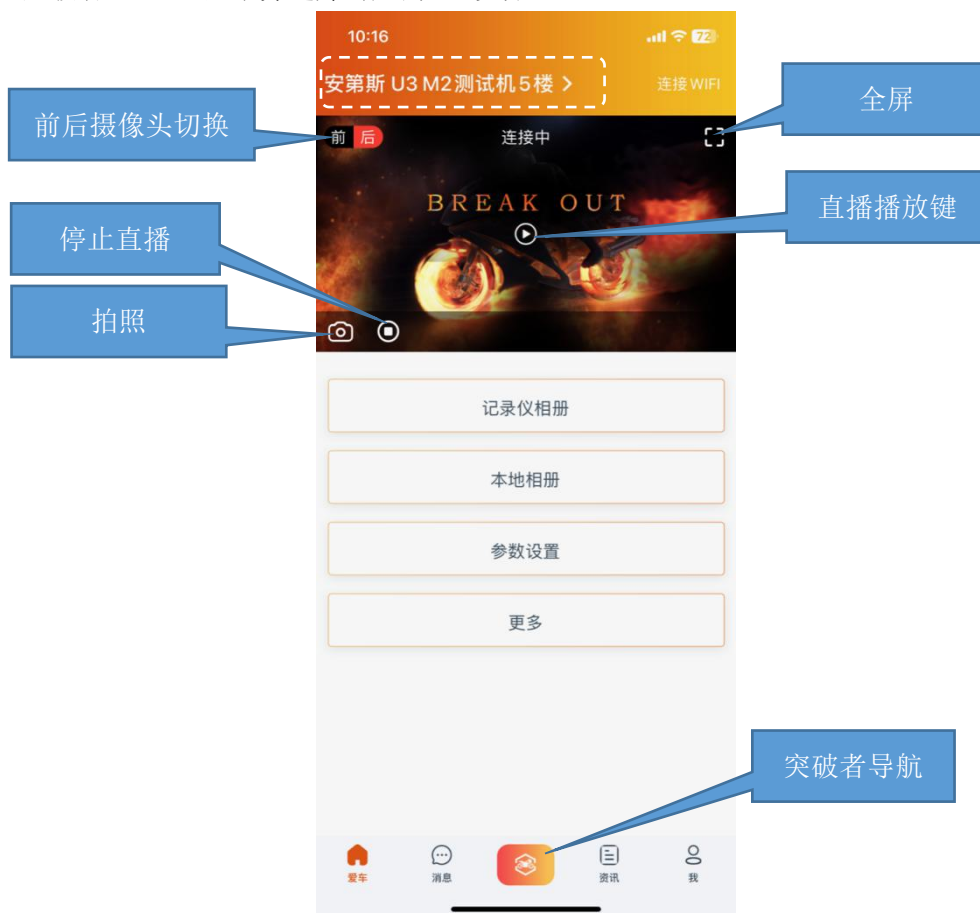 10:16
72
安第斯 U3 M2测试机5楼 >
连接WIFI
全屏
前后摄像头切换
前 后
连接中
BREAK OUT
直播播放键
停止直播
拍照
记录仪相册
本地相册
参数设置
更多
突破者导航
爱车
消息
资讯
我